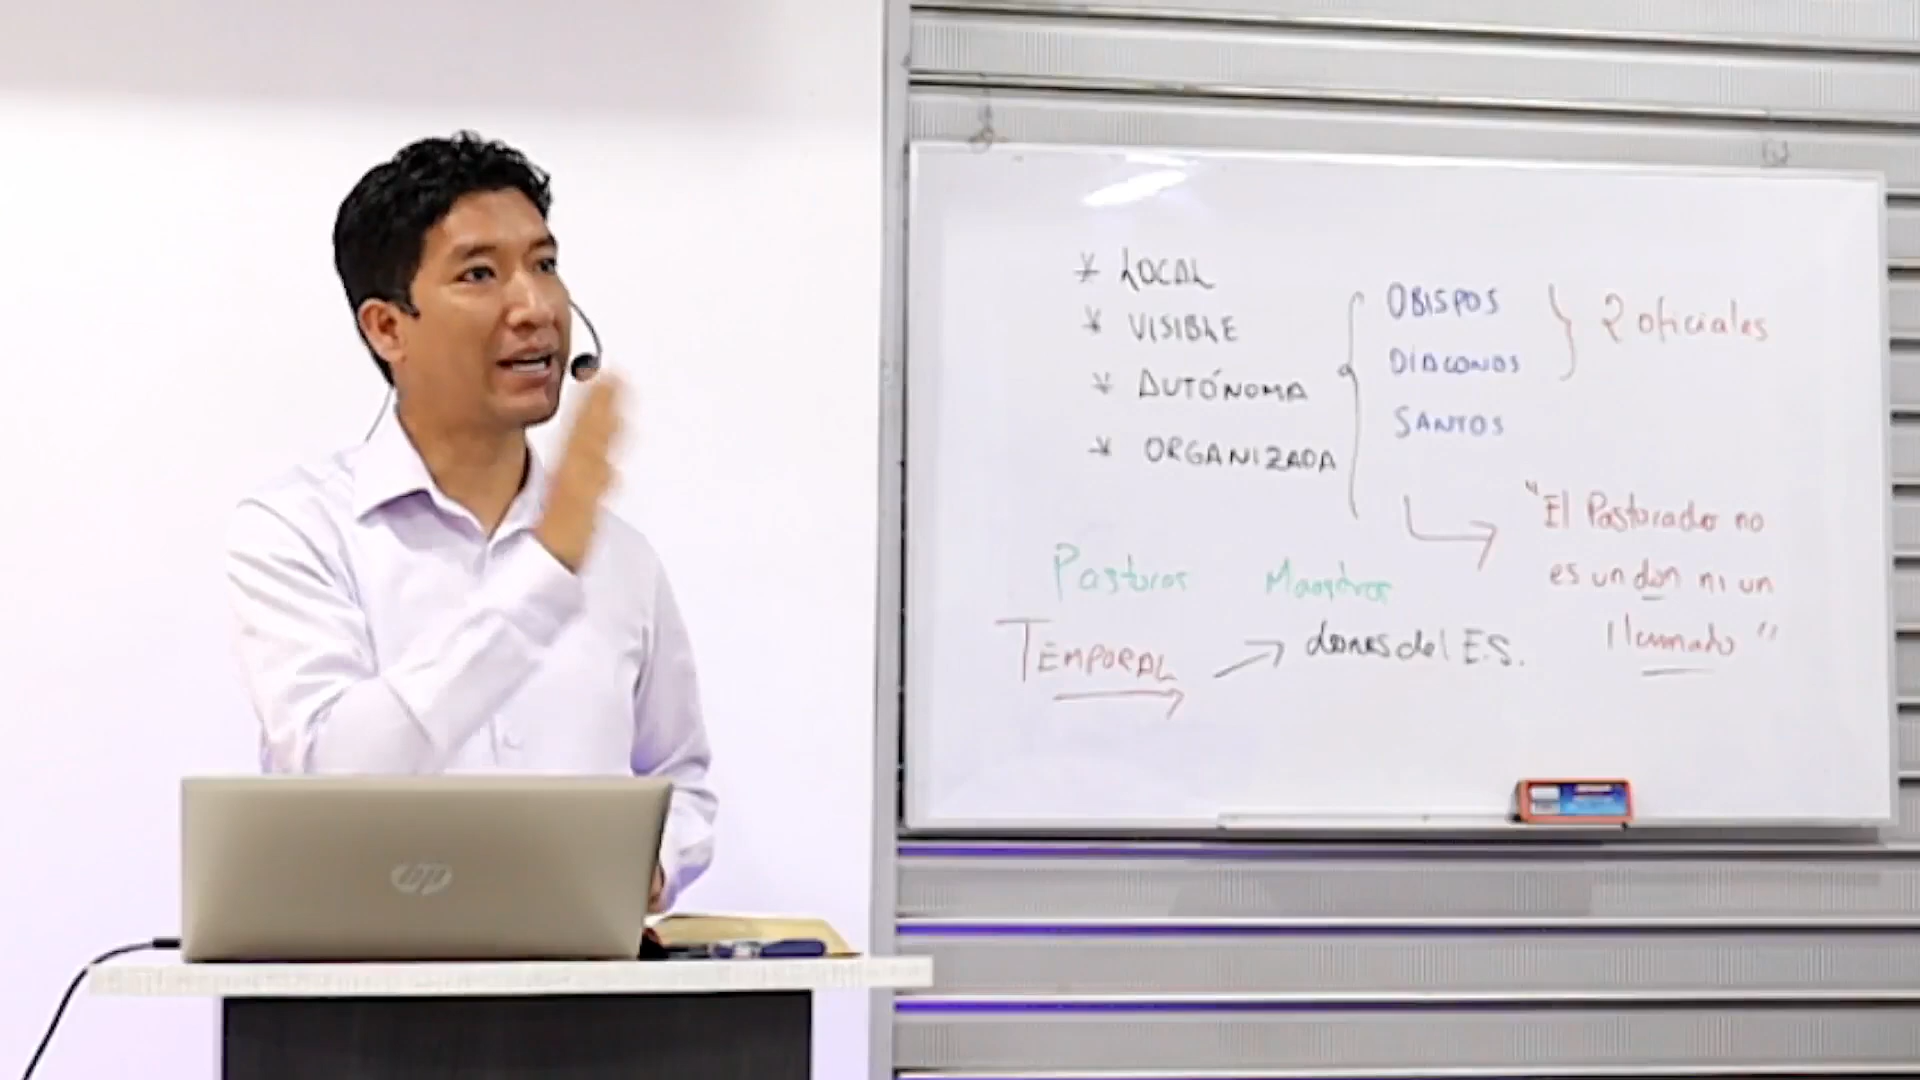 * LOCAL
* VISIBLE
* AUTÓNOMA
* ORGANIZADA
OBISPOS
DIACONOS
SANTOS
2 oficiales
"El Pastorado no
es un don ni un
llamado"
Pastores Maestros
TEMPORAL
dones del E.S.
hp